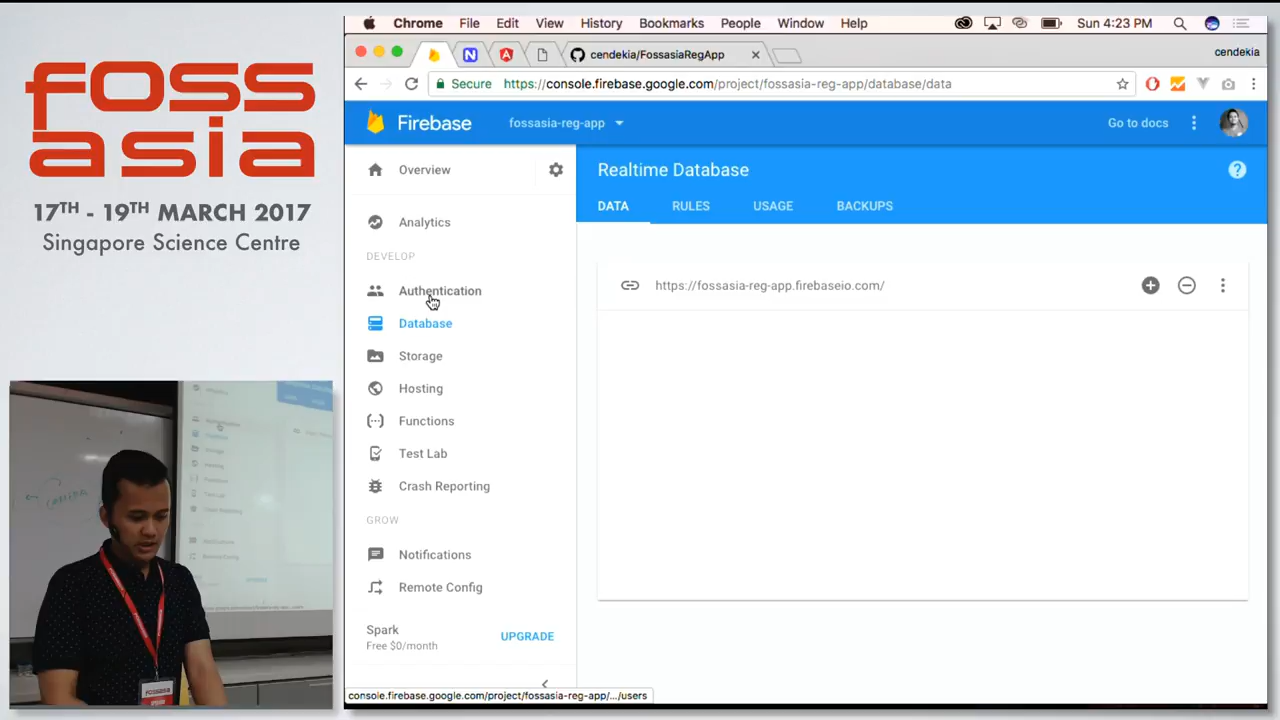 foss
asia
17TH - 19TH MARCH 2017
Singapore Science Centre
Chrome File Edit View History Bookmarks People Window Help Sun 4:23 PM
cendekia/FossasiaRegApp
cendekia
Secure https://console.firebase.google.com/project/fossasia-reg-app/database/data
Firebase fossasia-reg-app Go to docs
Overview
Analytics
DEVELOP
Authentication
Database
Storage
Hosting
Functions
Test Lab
Crash Reporting
GROW
Notifications
Remote Config
Spark
Free $0/month
UPGRADE
console.firebase.google.com/project/fossasia-reg-app/.../users
Realtime Database
DATA RULES USAGE BACKUPS
https://fossasia-reg-app.firebaseio.com/